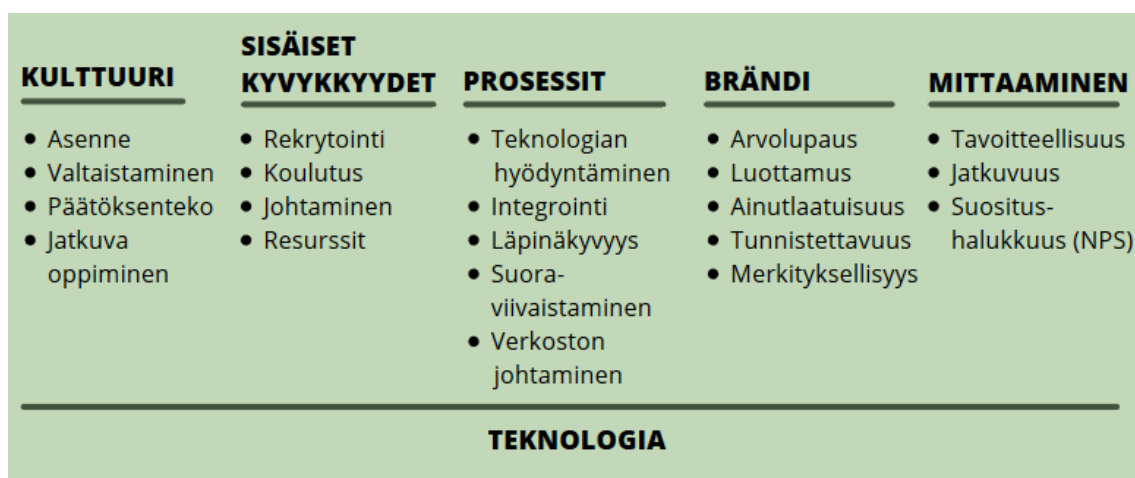 KULTTUURI
• Asenne
• Valtaistaminen
• Päätöksenteko
• Jatkuva
oppiminen
SISÄISET
KYVYKKYYDET
• Rekrytointi
• Koulutus
• Johtaminen
• Resurssit
PROSESSIT
• Teknologian
hyödyntäminen
• Integrointi
• Läpinäkyvyys
• Suora-
viivaistaminen
• Verkoston
johtaminen
BRÄNDI
• Arvolupaus
• Luottamus
• Ainutlaatuisuus
• Tunnistettavuus
• Merkityksellisyys
MITTAAMINEN
• Tavoitteellisuus
• Jatkuvuus
• Suositus-
halukkuus (NPS)
TEKNOLOGIA